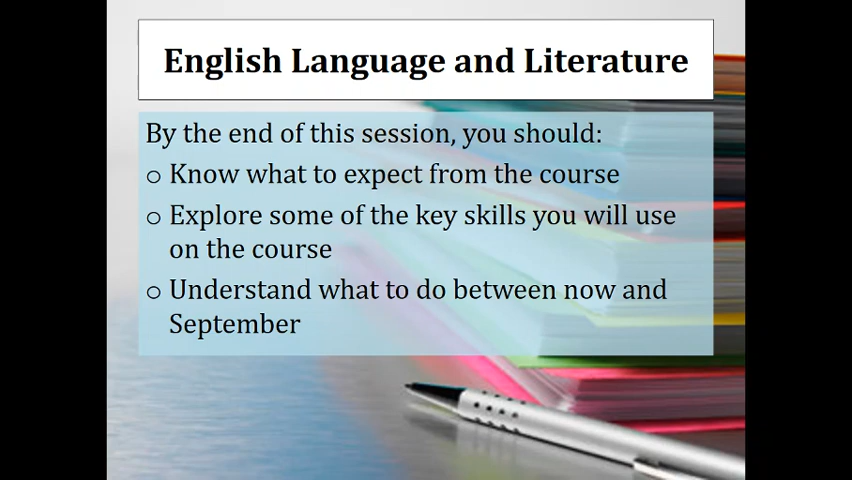 English Language and Literature
By the end of this session, you should:
o Know what to expect from the course
o Explore some of the key skills you will use
on the course
o Understand what to do between now and
September